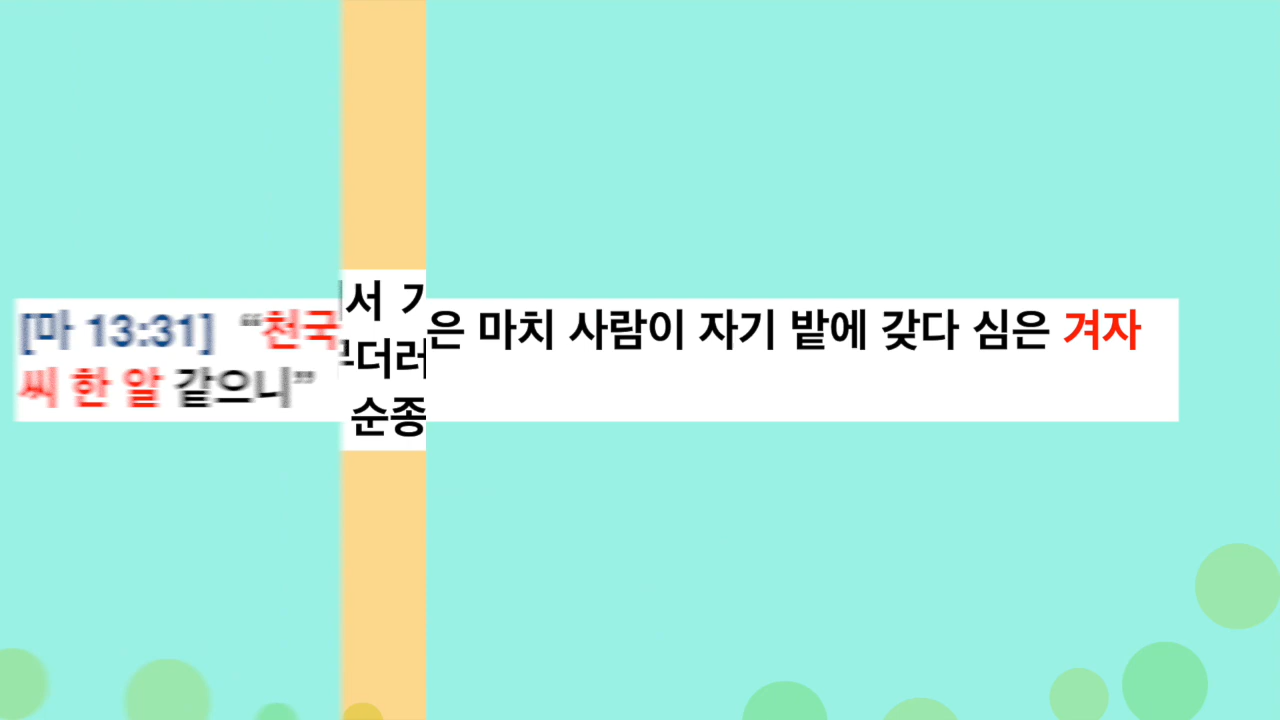 [마 13:31] “천국은 마치 사람이 자기 밭에 갖다 심은 겨자
씨 한 알 같으니”
서
더러
순종